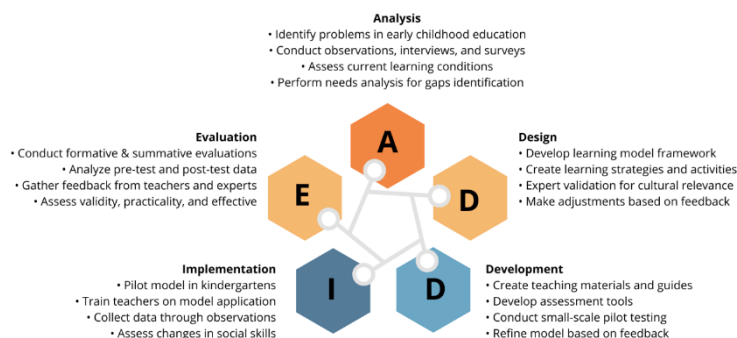 Analysis
• Identify problems in early childhood education
• Conduct observations, interviews, and surveys
• Assess current learning conditions
• Perform needs analysis for gaps identification
A
Evaluation
• Conduct formative & summative evaluations
• Analyze pre-test and post-test data
• Gather feedback from teachers and experts
• Assess validity, practicality, and effective
E
Design
• Develop learning model framework
• Create learning strategies and activities
• Expert validation for cultural relevance
• Make adjustments based on feedback
D
Implementation
• Pilot model in kindergartens
• Train teachers on model application
• Collect data through observations
• Assess changes in social skills
I
Development
• Create teaching materials and guides
• Develop assessment tools
• Conduct small-scale pilot testing
• Refine model based on feedback
D